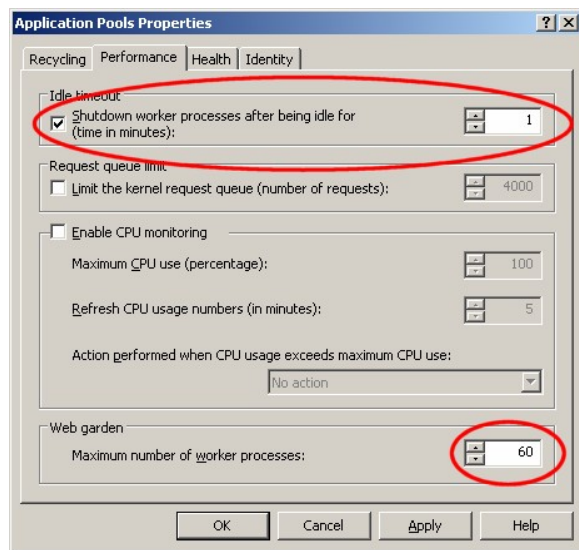 Application Pools Properties
Recycling Performance Health Identity
Idle timeout
Shutdown worker processes after being idle for
(time in minutes):
1
Request queue limit
Limit the kernel request queue (number of requests):
4000
Enable CPU monitoring
Maximum CPU use (percentage):
100
Refresh CPU usage numbers (in minutes):
5
Action performed when CPU usage exceeds maximum CPU use:
No action
Web garden
Maximum number of worker processes:
60
OK Cancel Apply Help